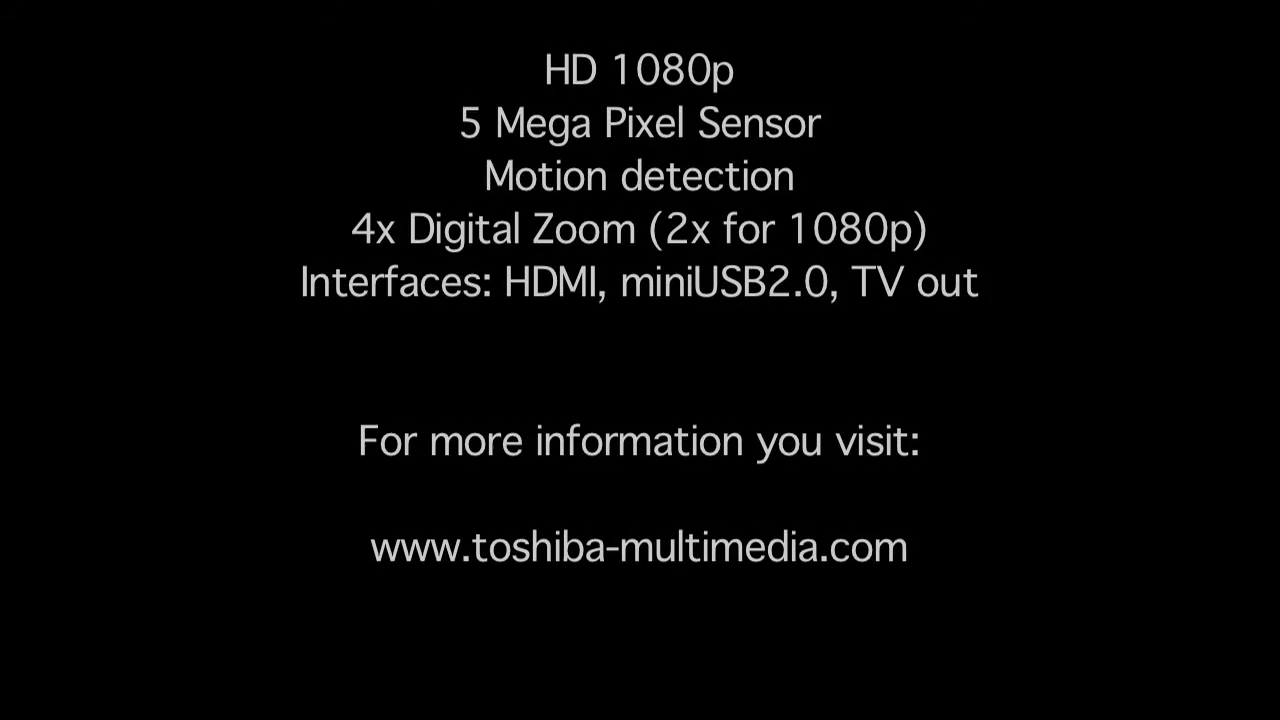 HD 1080p
5 Mega Pixel Sensor
Motion detection
4x Digital Zoom (2x for 1080p)
Interfaces: HDMI, miniUSB2.0, TV out
For more information you visit:
www.toshiba-multimedia.com